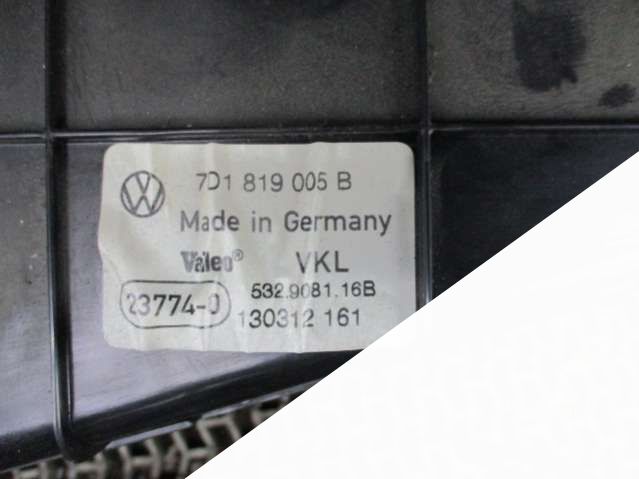 7D1 819 005 B
Made in Germany
Valeo® VKL
23774-0 532.9081.16B
130312 161